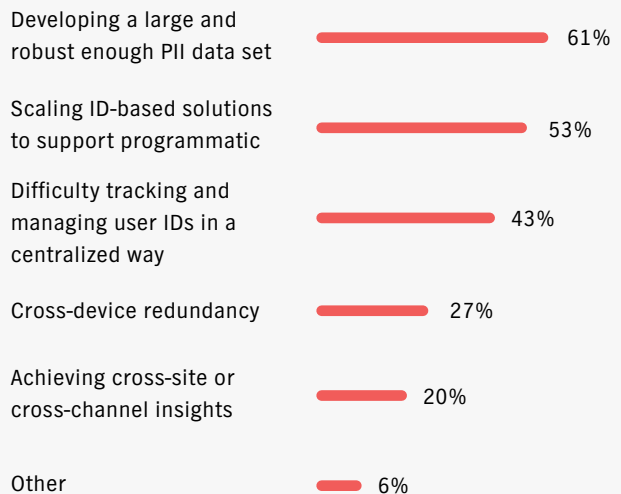 Developing a large and
robust enough PII data set
61%
Scaling ID-based solutions
to support programmatic
53%
Difficulty tracking and
managing user IDs in a
centralized way
43%
Cross-device redundancy
27%
Achieving cross-site or
cross-channel insights
20%
Other
6%